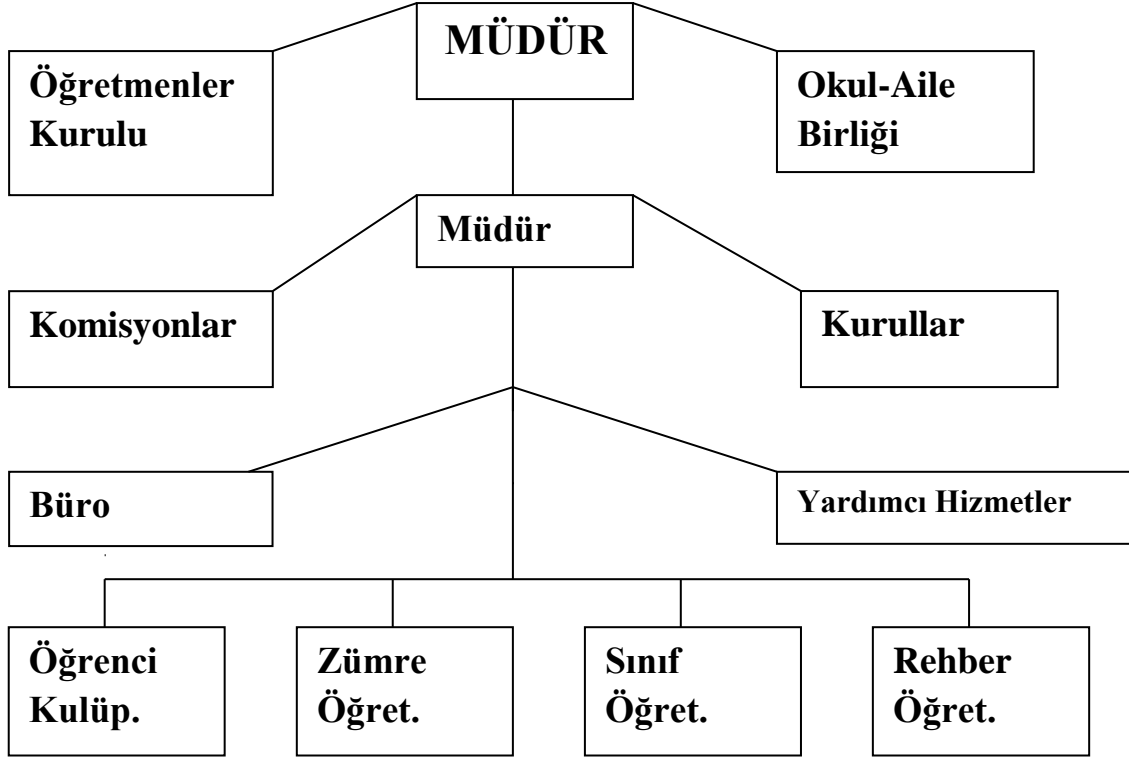 MÜDÜR
Öğretmenler
Kurulu
Okul-Aile
Birliği
Müdür
Komisyonlar
Kurullar
Büro
Yardımcı Hizmetler
Öğrenci
Kulüp.
Zümre
Öğret.
Sınıf
Öğret.
Rehber
Öğret.